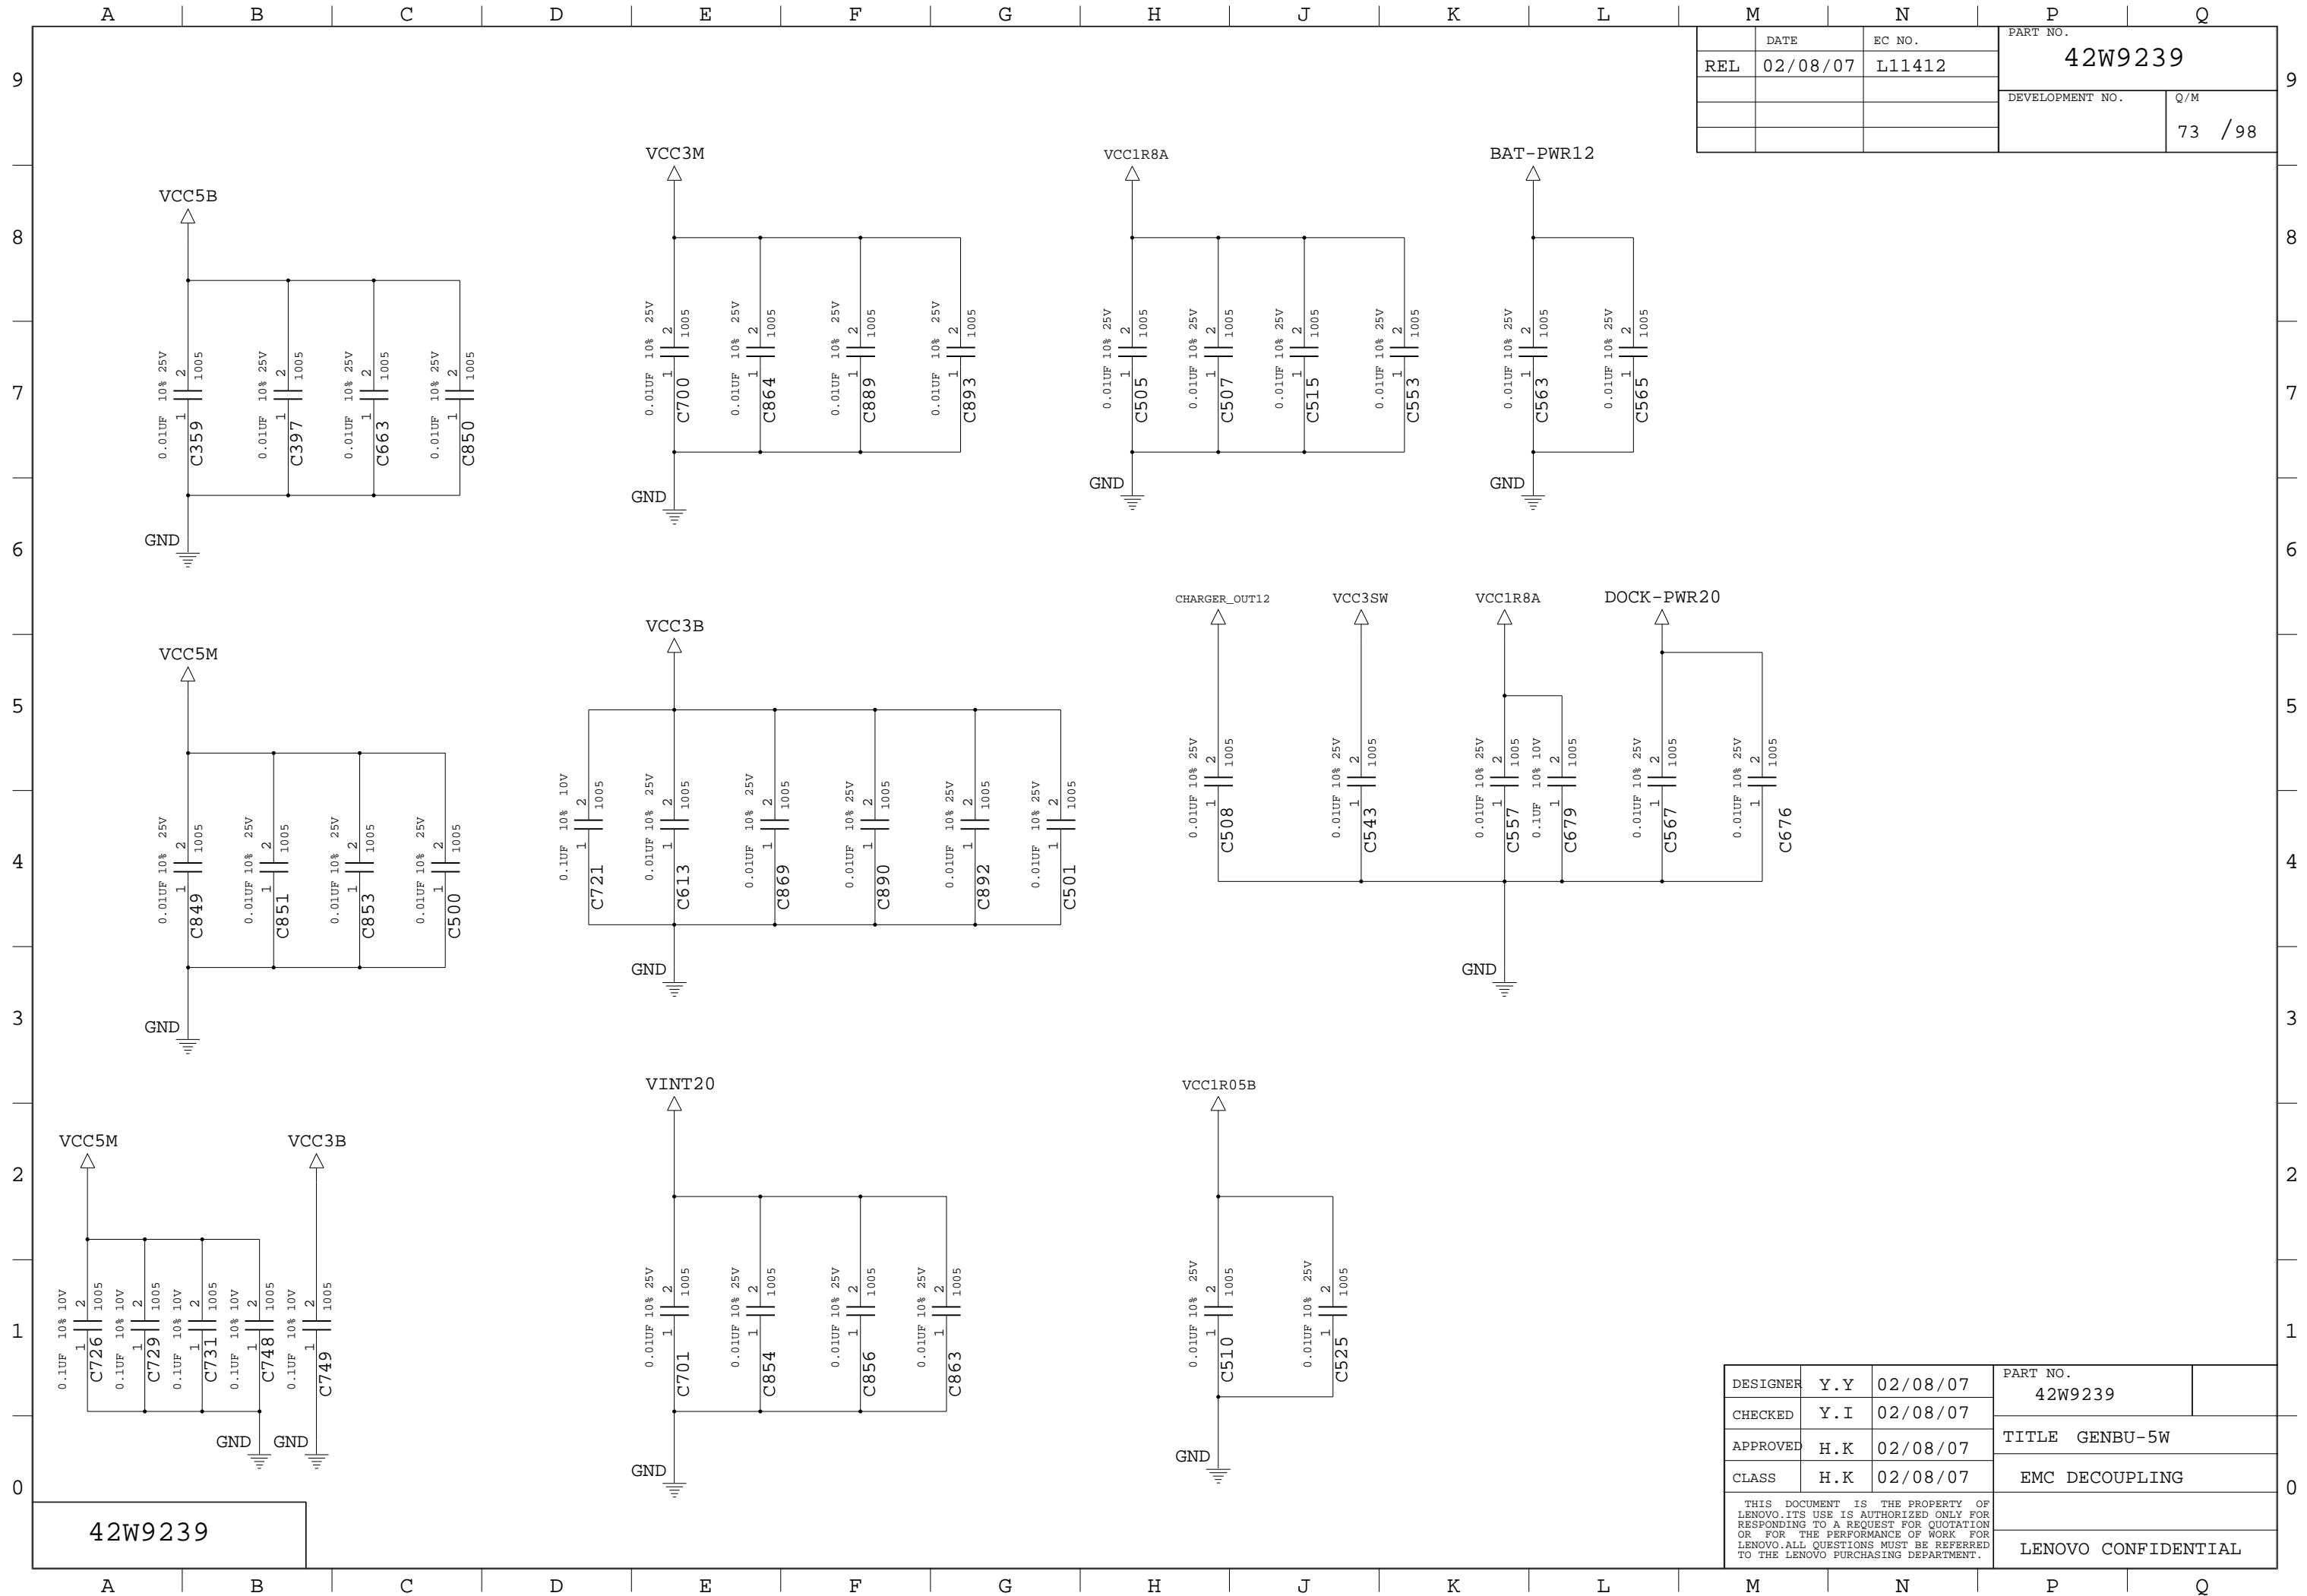 A B C D E F G H J K L M N P Q
DATE EC NO. PART NO.
REL 02/08/07 L11412 42W9239
DEVELOPMENT NO. Q/M
73 /98
9 9
8 8
7 7
6 6
5 5
4 4
3 3
2 2
1 1
0 0
VCC5B
0.01UF 10% 25V 2 1 1005 C359
0.01UF 10% 25V 2 1 1005 C397
0.01UF 10% 25V 2 1 1005 C663
0.01UF 10% 25V 2 1 1005 C850
GND
VCC3M
0.01UF 10% 25V 2 1 1005 C700
0.01UF 10% 25V 2 1 1005 C864
0.01UF 10% 25V 2 1 1005 C889
0.01UF 10% 25V 2 1 1005 C893
GND
VCC1R8A
0.01UF 10% 25V 2 1 1005 C505
0.01UF 10% 25V 2 1 1005 C507
0.01UF 10% 25V 2 1 1005 C515
0.01UF 10% 25V 2 1 1005 C553
GND
BAT-PWR12
0.01UF 10% 25V 2 1 1005 C563
0.01UF 10% 25V 2 1 1005 C565
GND
VCC5M
0.01UF 10% 25V 2 1 1005 C849
0.01UF 10% 25V 2 1 1005 C851
0.01UF 10% 25V 2 1 1005 C853
0.01UF 10% 25V 2 1 1005 C500
GND
VCC3B
0.1UF 10% 10V 2 1 1005 C721
0.01UF 10% 25V 2 1 1005 C613
0.01UF 10% 25V 2 1 1005 C869
0.01UF 10% 25V 2 1 1005 C890
0.01UF 10% 25V 2 1 1005 C892
0.01UF 10% 25V 2 1 1005 C501
GND
CHARGER_OUT12 VCC3SW VCC1R8A DOCK-PWR20
0.01UF 10% 25V 2 1 1005 C508
0.01UF 10% 25V 2 1 1005 C543
0.01UF 10% 25V 2 1 1005 C557
0.1UF 10% 10V 2 1 1005 C679
0.01UF 10% 25V 2 1 1005 C567
0.01UF 10% 25V 2 1 1005 C676
GND
VCC5M VCC3B
0.1UF 10% 10V 2 1 1005 C726
0.1UF 10% 10V 2 1 1005 C729
0.1UF 10% 10V 2 1 1005 C731
0.1UF 10% 10V 2 1 1005 C748
0.1UF 10% 10V 2 1005 C749
GND GND
VINT20
0.01UF 10% 25V 2 1 1005 C701
0.01UF 10% 25V 2 1 1005 C854
0.01UF 10% 25V 2 1 1005 C856
0.01UF 10% 25V 2 1 1005 C863
GND
VCC1R05B
0.01UF 10% 25V 2 1 1005 C510
0.01UF 10% 25V 2 1 1005 C525
GND
DESIGNER Y.Y 02/08/07
CHECKED Y.I 02/08/07
APPROVED H.K 02/08/07
CLASS H.K 02/08/07
PART NO.
42W9239
TITLE GENBU-5W
EMC DECOUPLING
THIS DOCUMENT IS THE PROPERTY OF
LENOVO.ITS USE IS AUTHORIZED ONLY FOR
RESPONDING TO A REQUEST FOR QUOTATION
OR FOR THE PERFORMANCE OF WORK FOR
LENOVO.ALL QUESTIONS MUST BE REFERRED
TO THE LENOVO PURCHASING DEPARTMENT.
LENOVO CONFIDENTIAL
42W9239
A B C D E F G H J K L M N P Q